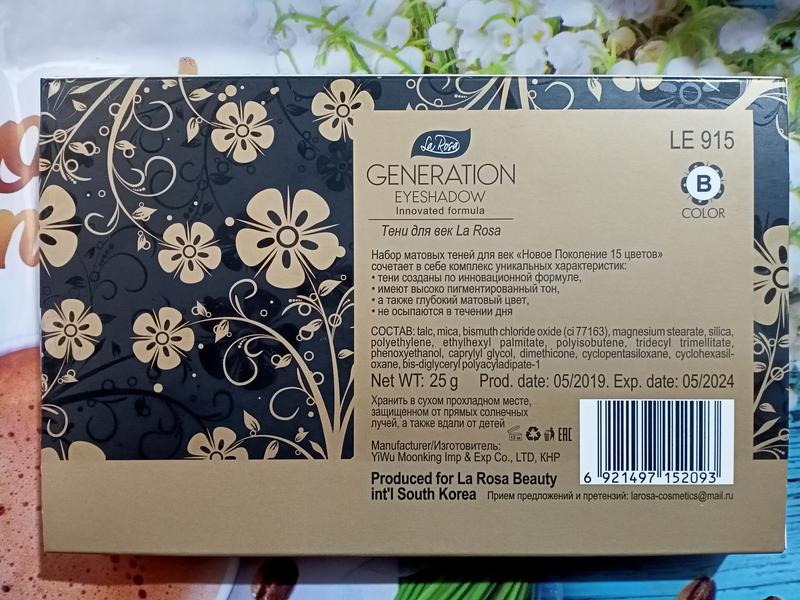 La Rosa
LE 915
GENERATION
EYESHADOW
Innovated formula
B
COLOR
Тени для век La Rosa
Набор матовых теней для век «Новое Поколение 15 цветов»
сочетает в себе комплекс уникальных характеристик:
• тени созданы по инновационной формуле,
• имеют высоко пигментированный тон,
• а также глубокий матовый цвет,
• не осыпаются в течении дня
СОСТАВ: talc, mica, bismuth chloride oxide (ci 77163), magnesium stearate, silica,
polyethylene, ethylhexyl palmitate, polyisobutene, tridecyl trimellitate,
phenoxyethanol, caprylyl glycol, dimethicone, cyclopentasiloxane, cyclohexasil-
oxane, bis-diglyceryl polyacyladipate-1
Net WT: 25 g Prod. date: 05/2019. Exp. date: 05/2024
Хранить в сухом прохладном месте,
защищенном от прямых солнечных
лучей, а также вдали от детей
EAC
Manufacturer/Изготовитель:
YiWu Moonking Imp & Exp Co., LTD, КНР
6 921497 152093
Produced for La Rosa Beauty
int'l South Korea Прием предложений и претензий: larosa-cosmetics@mail.ru